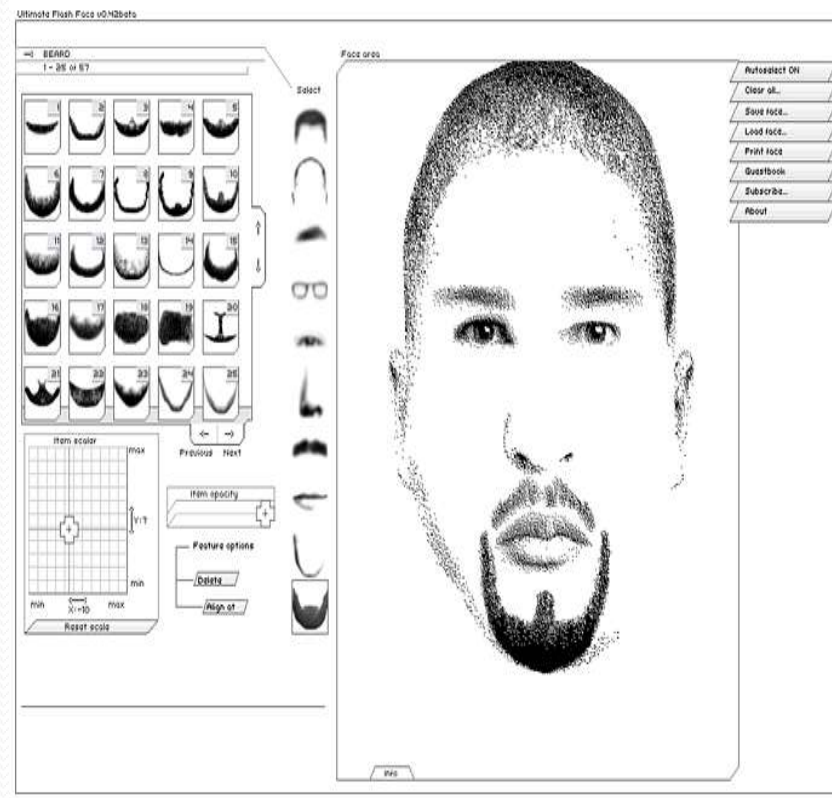 Ultimate Flash Face v0.42beta
BEARD
1 - 25 of 57
Face area
Select
1 2 3 4 5
6 7 8 9 10
11 12 13 14 15
16 17 18 19 20
21 22 23 24 25
Previous Next
Autoselect ON
Clear all...
Save face...
Load face...
Print face
Guestbook
Subscribe...
About
Item scaler
max
Y:7
min
min X:-10 max
Reset scale
Item opacity
Feature options
Delete
Align at
Info